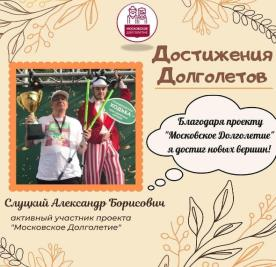 МОСКОВСКОЕ
ДОЛГОЛЕТИЕ
Достижения
Долголетов
Благодаря проекту
"Московское Долголетие"
я достиг новых вершин!
Слуцкий Александр Борисович
активный участник проекта
"Московское Долголетие"